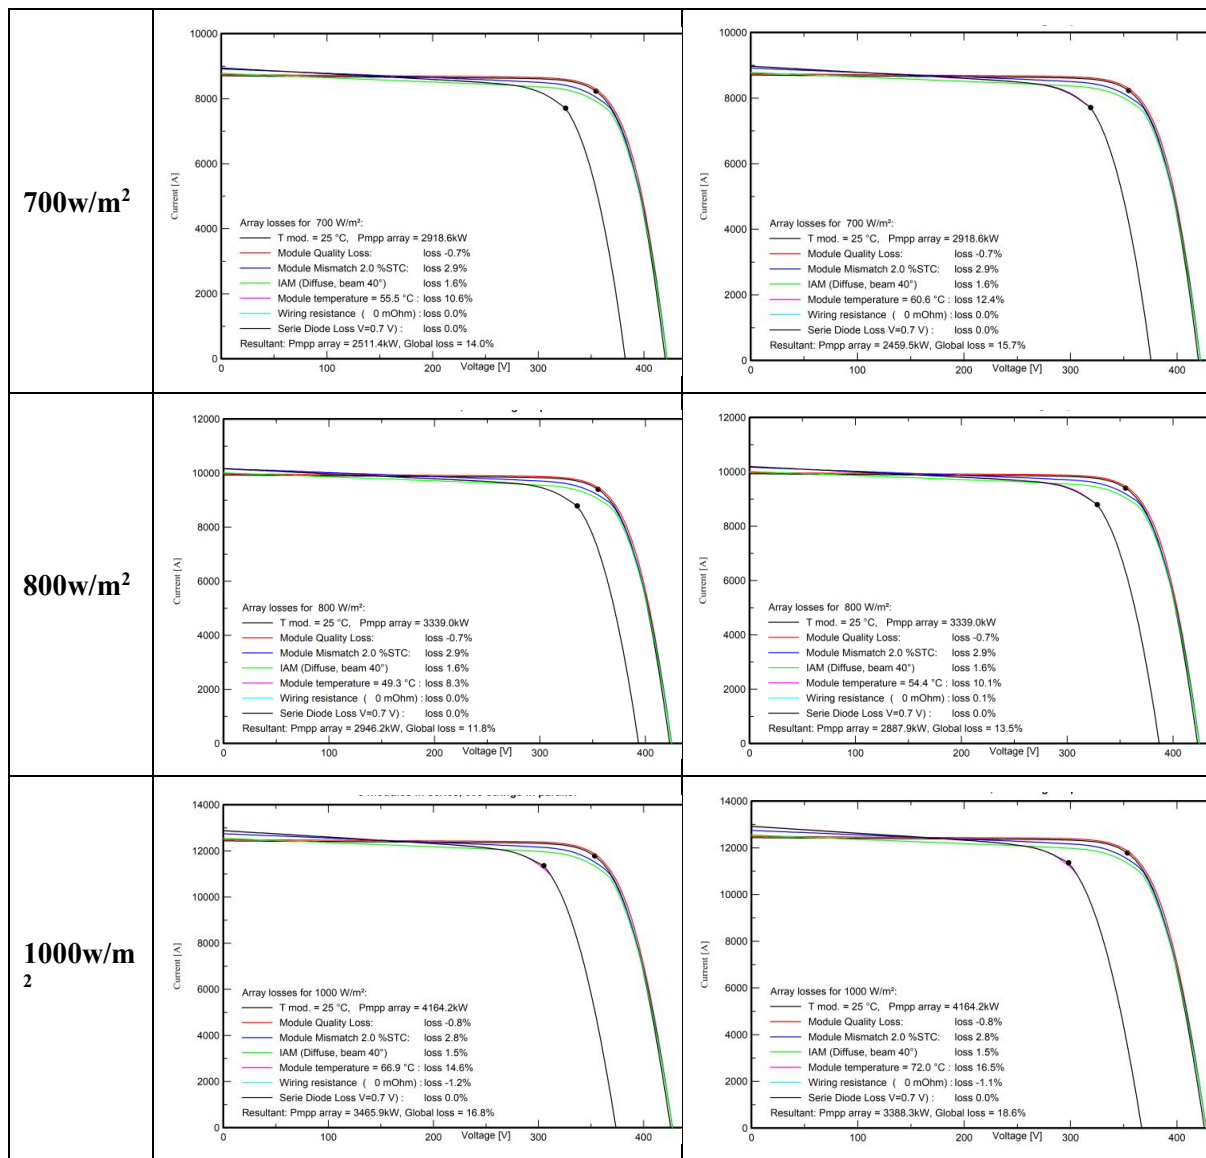 700w/m²
10000
8000
6000
4000
2000
0
Current [A]
Array losses for 700 W/m²:
T mod. = 25 °C, Pmpp array = 2918.6kW
Module Quality Loss: loss -0.7%
Module Mismatch 2.0 %STC: loss 2.9%
IAM (Diffuse, beam 40°) loss 1.6%
Module temperature = 55.5 °C : loss 10.6%
Wiring resistance ( 0 mOhm) : loss 0.0%
Serie Diode Loss V=0.7 V) : loss 0.0%
Resultant: Pmpp array = 2511.4kW, Global loss = 14.0%
0 100 200 300 400
Voltage [V]
10000
8000
6000
4000
2000
0
Current [A]
Array losses for 700 W/m²:
T mod. = 25 °C, Pmpp array = 2918.6kW
Module Quality Loss: loss -0.7%
Module Mismatch 2.0 %STC: loss 2.9%
IAM (Diffuse, beam 40°) loss 1.6%
Module temperature = 60.6 °C : loss 12.4%
Wiring resistance ( 0 mOhm) : loss 0.0%
Serie Diode Loss V=0.7 V) : loss 0.0%
Resultant: Pmpp array = 2459.5kW, Global loss = 15.7%
0 100 200 300 400
Voltage [V]
800w/m²
12000
10000
8000
6000
4000
2000
0
Current [A]
Array losses for 800 W/m²:
T mod. = 25 °C, Pmpp array = 3339.0kW
Module Quality Loss: loss -0.7%
Module Mismatch 2.0 %STC: loss 2.9%
IAM (Diffuse, beam 40°) loss 1.6%
Module temperature = 49.3 °C : loss 8.3%
Wiring resistance ( 0 mOhm) : loss 0.0%
Serie Diode Loss V=0.7 V) : loss 0.0%
Resultant: Pmpp array = 2946.2kW, Global loss = 11.8%
0 100 200 300 400
Voltage [V]
12000
10000
8000
6000
4000
2000
0
Current [A]
Array losses for 800 W/m²:
T mod. = 25 °C, Pmpp array = 3339.0kW
Module Quality Loss: loss -0.7%
Module Mismatch 2.0 %STC: loss 2.9%
IAM (Diffuse, beam 40°) loss 1.6%
Module temperature = 54.4 °C : loss 10.1%
Wiring resistance ( 0 mOhm) : loss 0.1%
Serie Diode Loss V=0.7 V) : loss 0.0%
Resultant: Pmpp array = 2887.9kW, Global loss = 13.5%
0 100 200 300 400
Voltage [V]
1000w/m
²
14000
12000
10000
8000
6000
4000
2000
0
Current [A]
Array losses for 1000 W/m²:
T mod. = 25 °C, Pmpp array = 4164.2kW
Module Quality Loss: loss -0.8%
Module Mismatch 2.0 %STC: loss 2.8%
IAM (Diffuse, beam 40°) loss 1.5%
Module temperature = 66.9 °C : loss 14.6%
Wiring resistance ( 0 mOhm) : loss -1.2%
Serie Diode Loss V=0.7 V) : loss 0.0%
Resultant: Pmpp array = 3465.9kW, Global loss = 16.8%
0 100 200 300 400
Voltage [V]
14000
12000
10000
8000
6000
4000
2000
0
Current [A]
Array losses for 1000 W/m²:
T mod. = 25 °C, Pmpp array = 4164.2kW
Module Quality Loss: loss -0.8%
Module Mismatch 2.0 %STC: loss 2.8%
IAM (Diffuse, beam 40°) loss 1.5%
Module temperature = 72.0 °C : loss 16.5%
Wiring resistance ( 0 mOhm) : loss -1.1%
Serie Diode Loss V=0.7 V) : loss 0.0%
Resultant: Pmpp array = 3388.3kW, Global loss = 18.6%
0 100 200 300 400
Voltage [V]